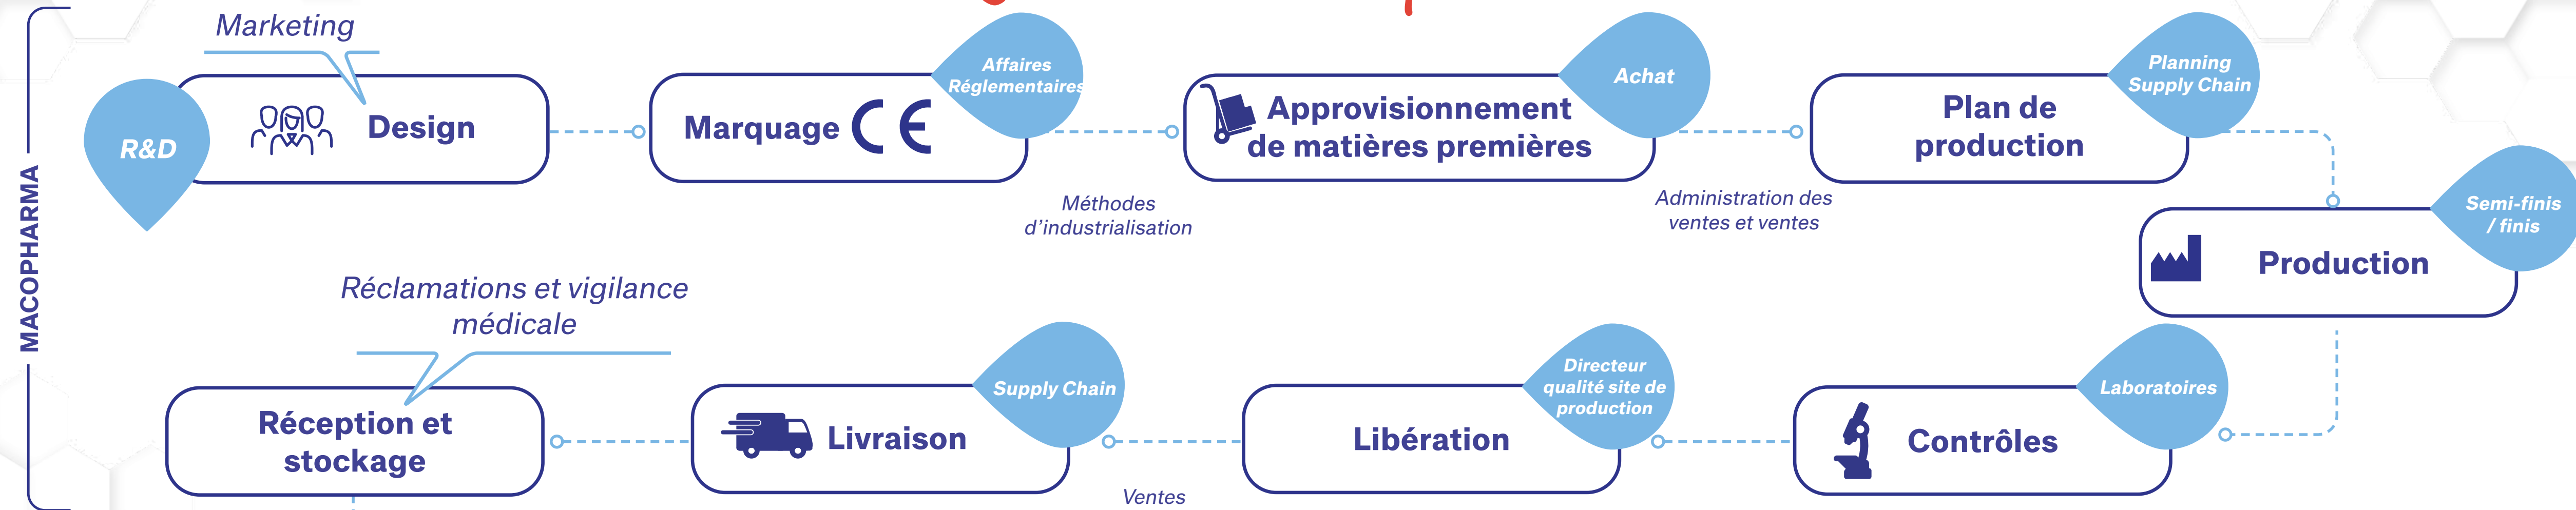 MACOPHARMA
Marketing
R&D
Design
Marquage CE
Affaires
Réglementaires
Méthodes
d'industrialisation
Approvisionnement
de matières premières
Achat
Administration des
ventes et ventes
Plan de
production
Planning
Supply Chain
Production
Semi-finis
/ finis
Contrôles
Laboratoires
Libération
Directeur
qualité site de
production
Ventes
Livraison
Supply Chain
Réclamations et vigilance
médicale
Réception et
stockage